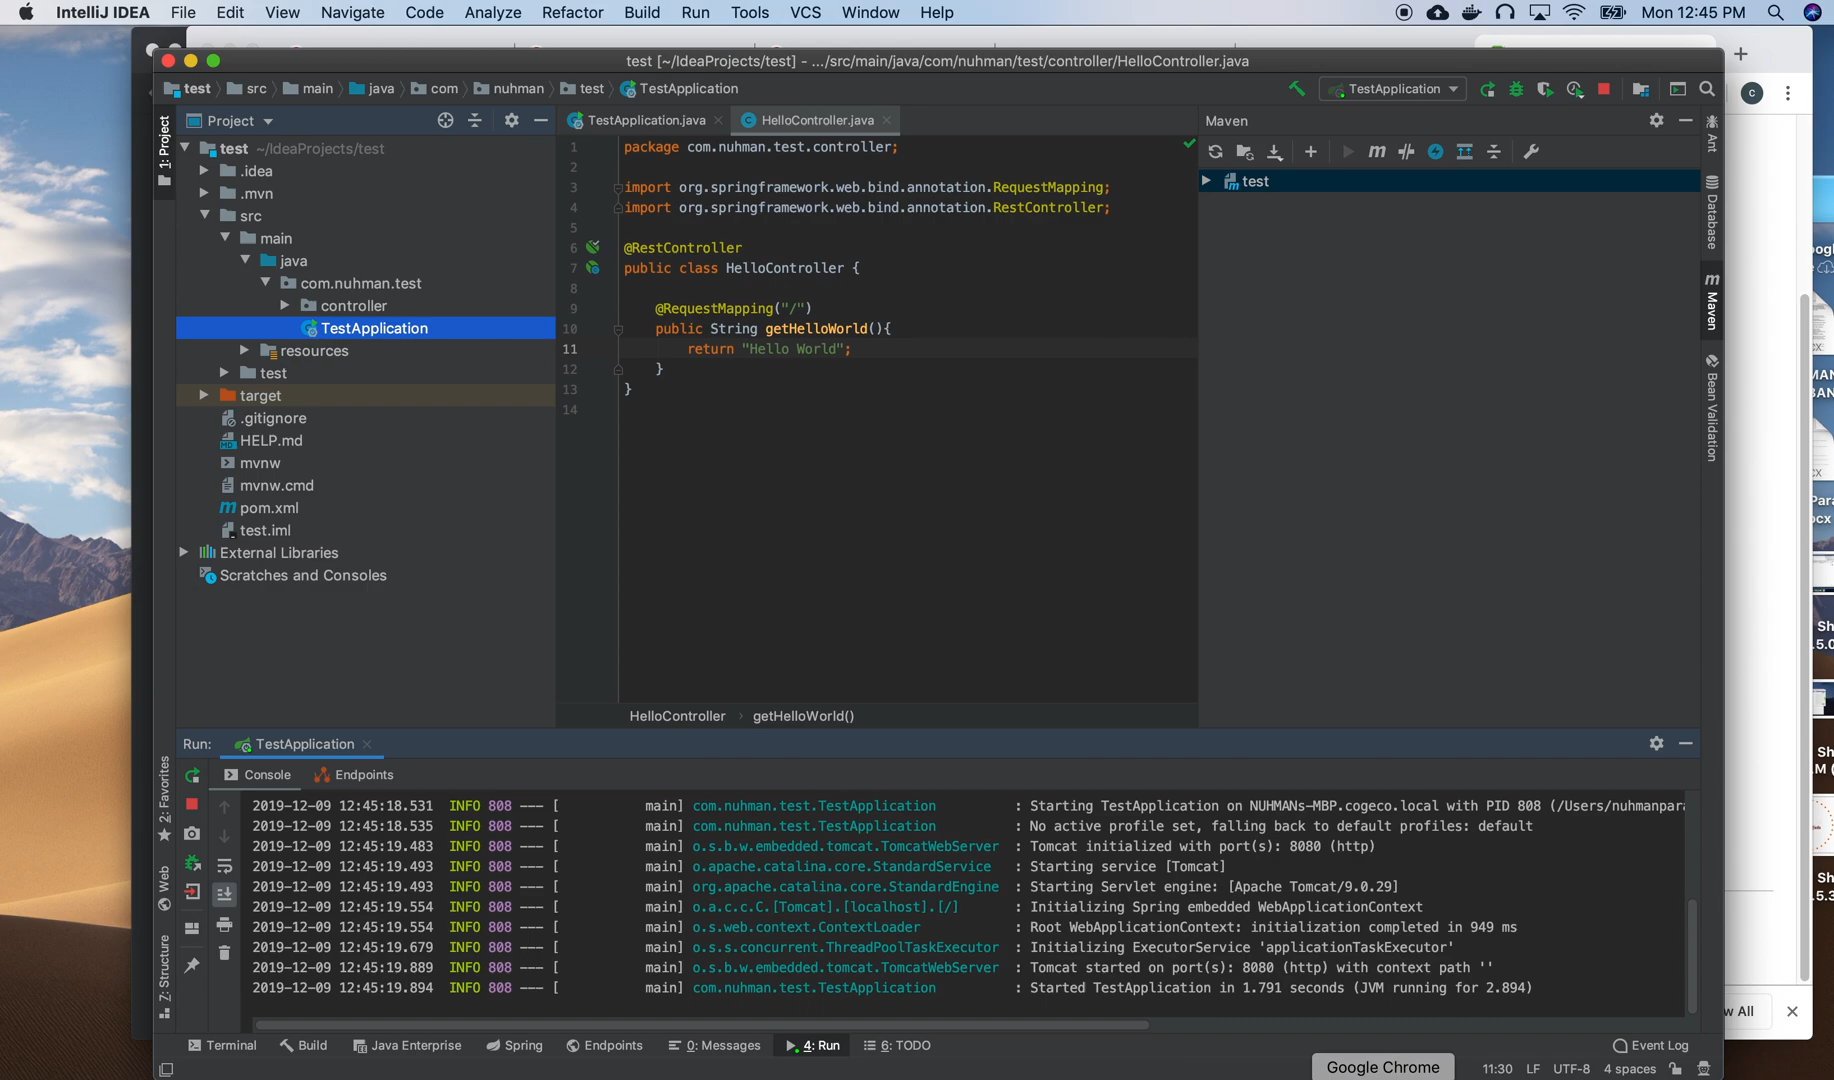 IntelliJ IDEA File Edit View Navigate Code Analyze Refactor Build Run Tools VCS Window Help Mon 12:45 PM
test [~/IdeaProjects/test] - .../src/main/java/com/nuhman/test/controller/HelloController.java
test src main java com nuhman test TestApplication TestApplication
1: Project
Project
test ~/IdeaProjects/test
.idea
.mvn
src
main
java
com.nuhman.test
controller
TestApplication
resources
test
target
.gitignore
HELP.md
mvnw
mvnw.cmd
pom.xml
test.iml
External Libraries
Scratches and Consoles
TestApplication.java HelloController.java
1 package com.nuhman.test.controller;
2
3 import org.springframework.web.bind.annotation.RequestMapping;
4 import org.springframework.web.bind.annotation.RestController;
5
6 @RestController
7 public class HelloController {
8
9 @RequestMapping("/")
10 public String getHelloWorld(){
11 return "Hello World";
12 }
13 }
14
HelloController › getHelloWorld()
Maven
test
Ant
Database
Maven
Bean Validation
Run: TestApplication
Console Endpoints
2019-12-09 12:45:18.531 INFO 808 --- [ main] com.nuhman.test.TestApplication : Starting TestApplication on NUHMANs-MBP.cogeco.local with PID 808 (/Users/nuhmanpara
2019-12-09 12:45:18.535 INFO 808 --- [ main] com.nuhman.test.TestApplication : No active profile set, falling back to default profiles: default
2019-12-09 12:45:19.483 INFO 808 --- [ main] o.s.b.w.embedded.tomcat.TomcatWebServer : Tomcat initialized with port(s): 8080 (http)
2019-12-09 12:45:19.493 INFO 808 --- [ main] o.apache.catalina.core.StandardService : Starting service [Tomcat]
2019-12-09 12:45:19.493 INFO 808 --- [ main] org.apache.catalina.core.StandardEngine : Starting Servlet engine: [Apache Tomcat/9.0.29]
2019-12-09 12:45:19.554 INFO 808 --- [ main] o.a.c.c.C.[Tomcat].[localhost].[/] : Initializing Spring embedded WebApplicationContext
2019-12-09 12:45:19.554 INFO 808 --- [ main] o.s.web.context.ContextLoader : Root WebApplicationContext: initialization completed in 949 ms
2019-12-09 12:45:19.679 INFO 808 --- [ main] o.s.s.concurrent.ThreadPoolTaskExecutor : Initializing ExecutorService 'applicationTaskExecutor'
2019-12-09 12:45:19.889 INFO 808 --- [ main] o.s.b.w.embedded.tomcat.TomcatWebServer : Tomcat started on port(s): 8080 (http) with context path ''
2019-12-09 12:45:19.894 INFO 808 --- [ main] com.nuhman.test.TestApplication : Started TestApplication in 1.791 seconds (JVM running for 2.894)
2: Favorites
Web
Z: Structure
Terminal Build Java Enterprise Spring Endpoints 0: Messages 4: Run 6: TODO Event Log
Google Chrome 11:30 LF UTF-8 4 spaces
c
w All